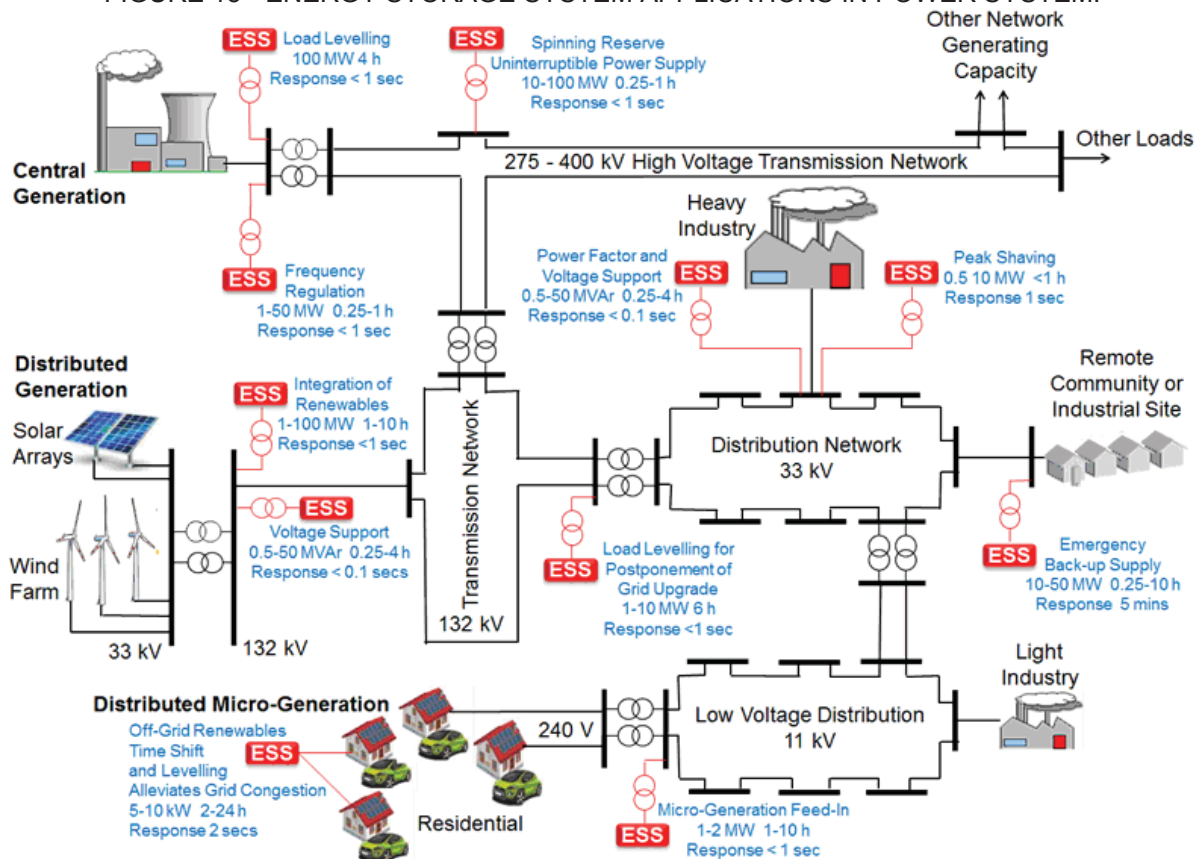 FIGURE 10 - ENERGY STORAGE SYSTEM APPLICATIONS IN POWER SYSTEM.
ESS
Load Levelling
100 MW 4 h
Response < 1 sec
ESS
Spinning Reserve
Uninterruptible Power Supply
10-100 MW 0.25-1 h
Response < 1 sec
Other Network
Generating
Capacity
Other Loads
Central
Generation
275 - 400 kV High Voltage Transmission Network
ESS
Frequency
Regulation
1-50 MW 0.25-1 h
Response < 1 sec
Heavy
Industry
Power Factor and
Voltage Support
0.5-50 MVAr 0.25-4 h
Response < 0.1 sec
ESS
ESS
Peak Shaving
0.5 10 MW <1 h
Response 1 sec
Distributed
Generation
Solar
Arrays
Wind
Farm
33 kV
132 kV
ESS
Integration of
Renewables
1-100 MW 1-10 h
Response <1 sec
ESS
Voltage Support
0.5-50 MVAr 0.25-4 h
Response < 0.1 secs
Transmission Network
132 kV
Distribution Network
33 kV
Remote
Community or
Industrial Site
ESS
Load Levelling for
Postponement of
Grid Upgrade
1-10 MW 6 h
Response <1 sec
ESS
Emergency
Back-up Supply
10-50 MW 0.25-10 h
Response 5 mins
Distributed Micro-Generation
Off-Grid Renewables
Time Shift
and Levelling
Alleviates Grid Congestion
5-10 kW 2-24 h
Response 2 secs
ESS
Residential
240 V
Low Voltage Distribution
11 kV
Light
Industry
ESS
Micro-Generation Feed-In
1-2 MW 1-10 h
Response < 1 sec